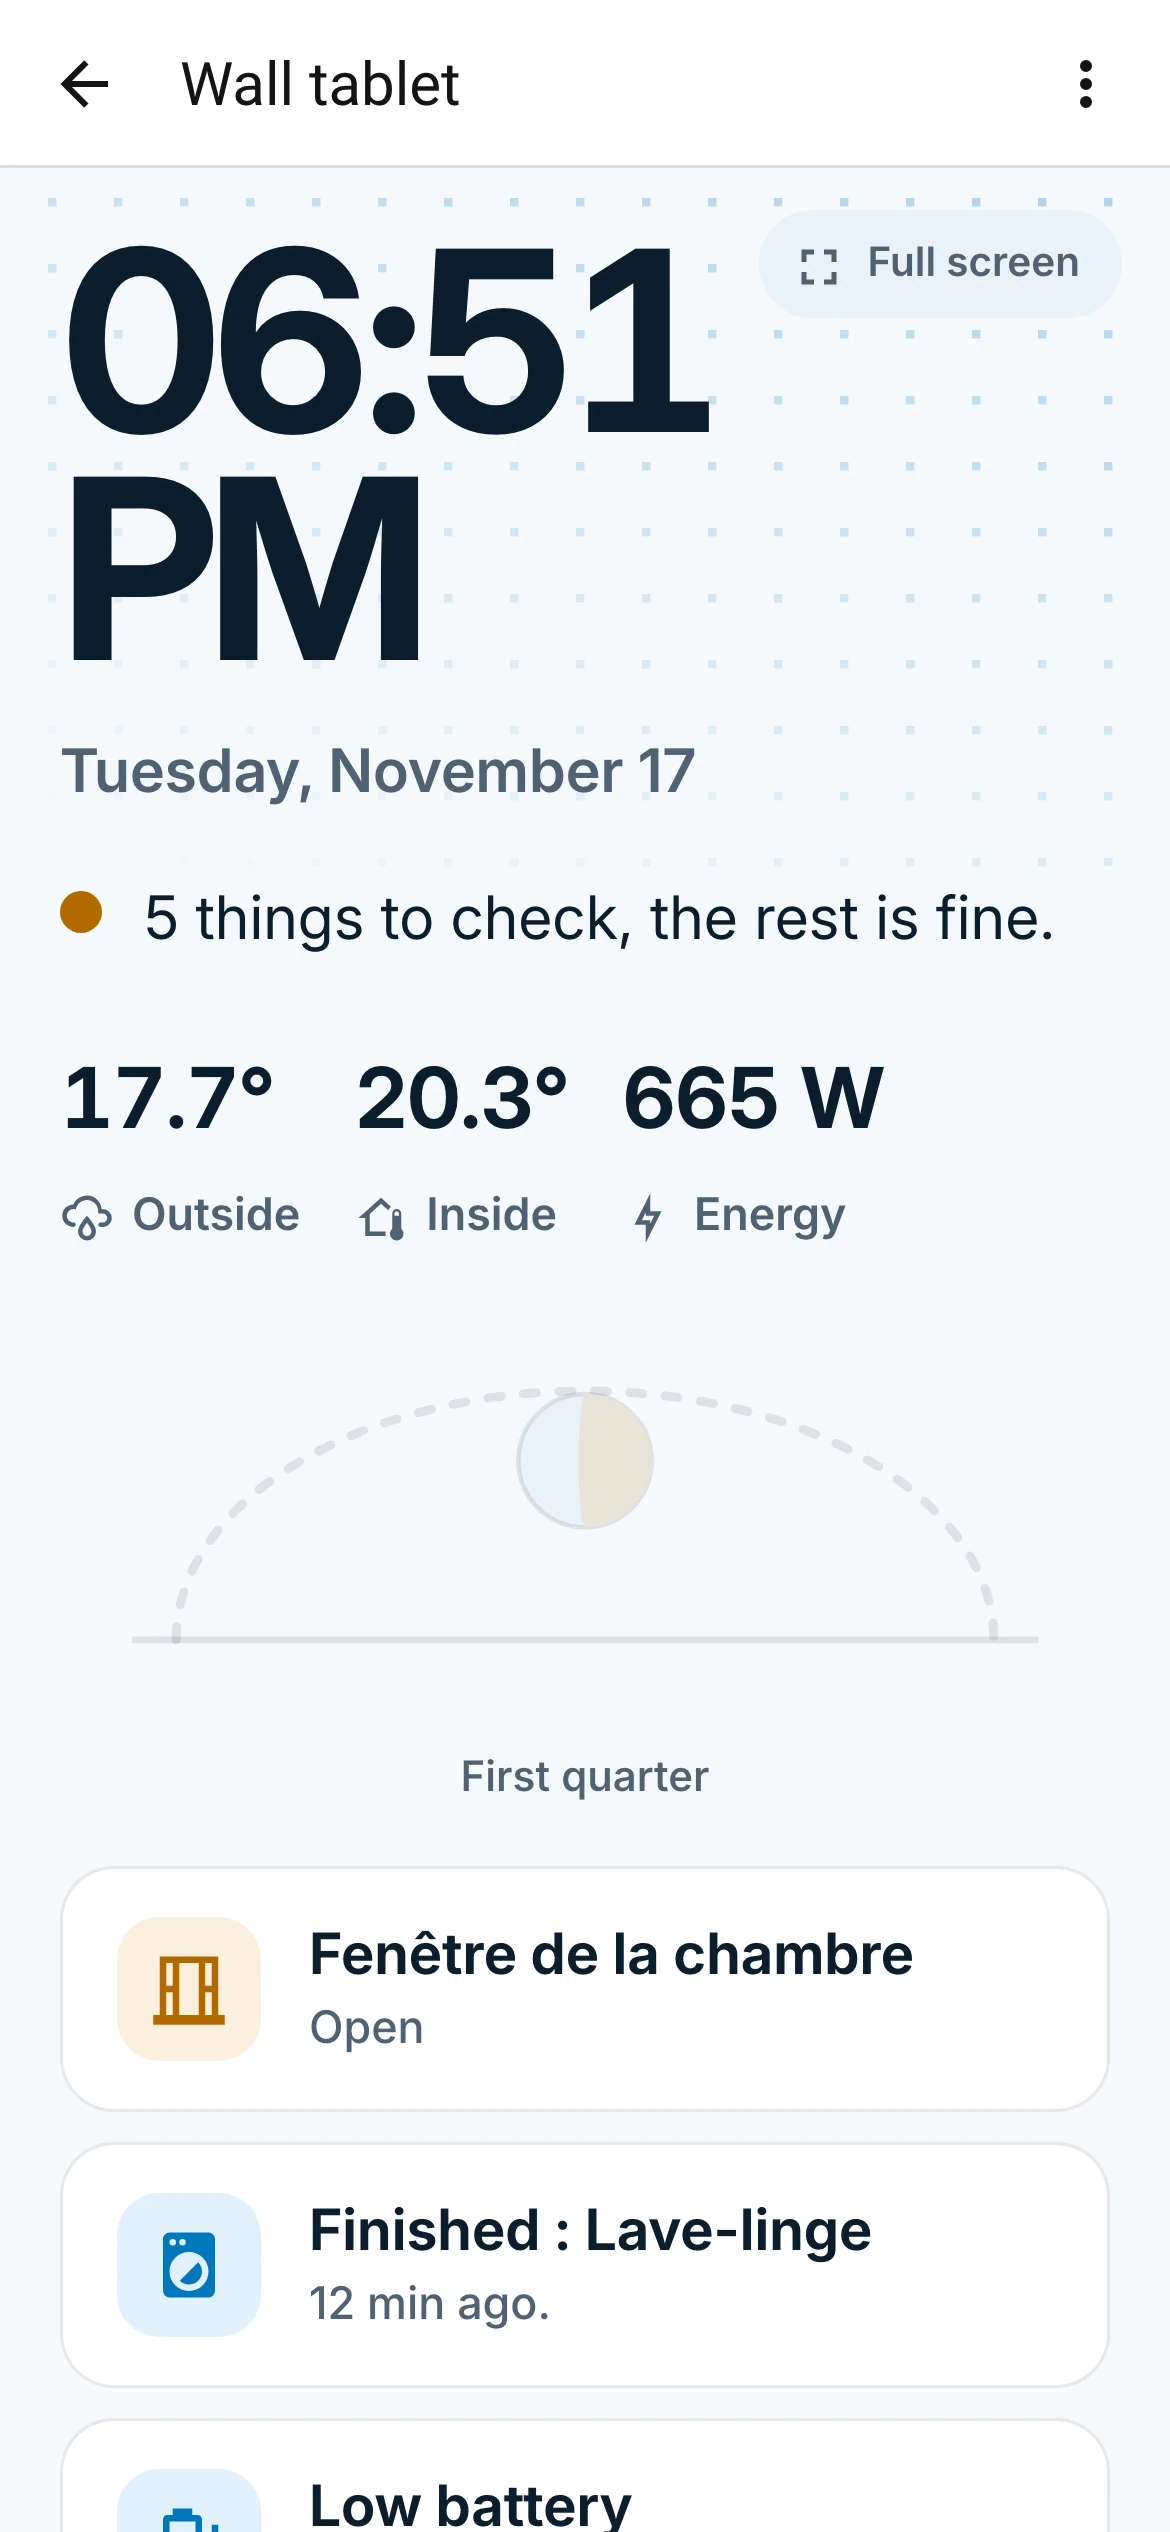 Wall tablet
Full screen
06:51
PM
Tuesday, November 17
5 things to check, the rest is fine.
17.7° 20.3° 665 W
Outside Inside Energy
First quarter
Fenêtre de la chambre
Open
Finished : Lave-linge
12 min ago.
Low battery